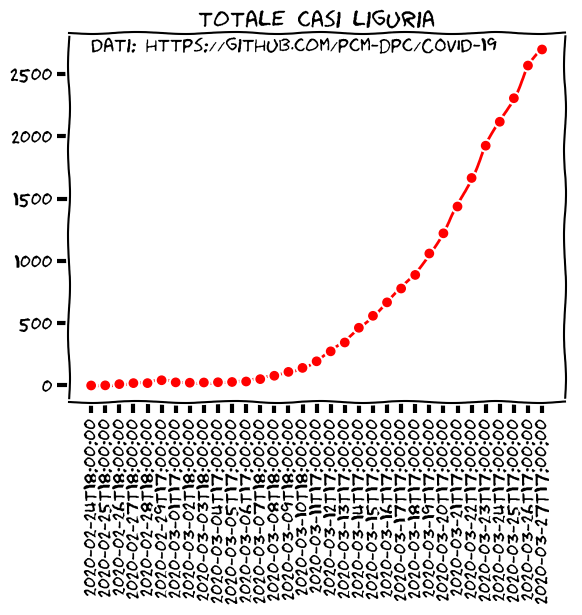 TOTALE CASI LIGURIA
DATI: HTTPS://GITHUB.COM/PCM-DPC/COVID-19
2500
2000
1500
1000
500
0
2020-02-24T18:00:00
2020-02-25T18:00:00
2020-02-26T18:00:00
2020-02-27T18:00:00
2020-02-28T18:00:00
2020-02-29T17:00:00
2020-03-01T17:00:00
2020-03-02T18:00:00
2020-03-03T18:00:00
2020-03-04T17:00:00
2020-03-05T17:00:00
2020-03-06T17:00:00
2020-03-07T18:00:00
2020-03-08T18:00:00
2020-03-09T18:00:00
2020-03-10T18:00:00
2020-03-11T17:00:00
2020-03-12T17:00:00
2020-03-13T17:00:00
2020-03-14T17:00:00
2020-03-15T17:00:00
2020-03-16T17:00:00
2020-03-17T17:00:00
2020-03-18T17:00:00
2020-03-19T17:00:00
2020-03-20T17:00:00
2020-03-21T17:00:00
2020-03-22T17:00:00
2020-03-23T17:00:00
2020-03-24T17:00:00
2020-03-25T17:00:00
2020-03-26T17:00:00
2020-03-27T17:00:00